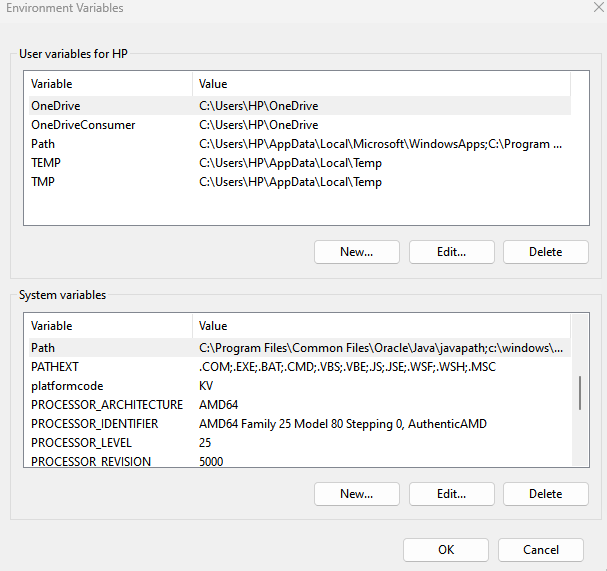 Environment Variables
User variables for HP
Variable Value
OneDrive C:\Users\HP\OneDrive
OneDriveConsumer C:\Users\HP\OneDrive
Path C:\Users\HP\AppData\Local\Microsoft\WindowsApps;C:\Program ...
TEMP C:\Users\HP\AppData\Local\Temp
TMP C:\Users\HP\AppData\Local\Temp
New... Edit... Delete
System variables
Variable Value
Path C:\Program Files\Common Files\Oracle\Java\javapath;c:\windows\...
PATHEXT .COM;.EXE;.BAT;.CMD;.VBS;.VBE;.JS;.JSE;.WSF;.WSH;.MSC
platformcode KV
PROCESSOR_ARCHITECTURE AMD64
PROCESSOR_IDENTIFIER AMD64 Family 25 Model 80 Stepping 0, AuthenticAMD
PROCESSOR_LEVEL 25
PROCESSOR_REVISION 5000
New... Edit... Delete
OK Cancel